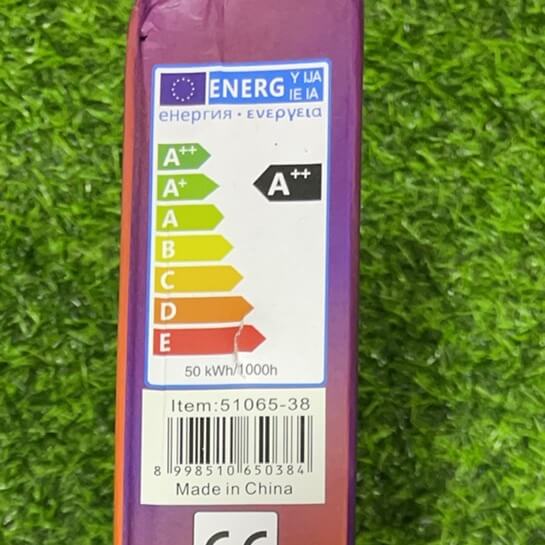 ENERG Y IJA
IE IA
енергия · ενεργεια
A++
A+ A++
A
B
C
D
E
50 kWh/1000h
Item:51065-38
8 998510 650384
Made in China
CE